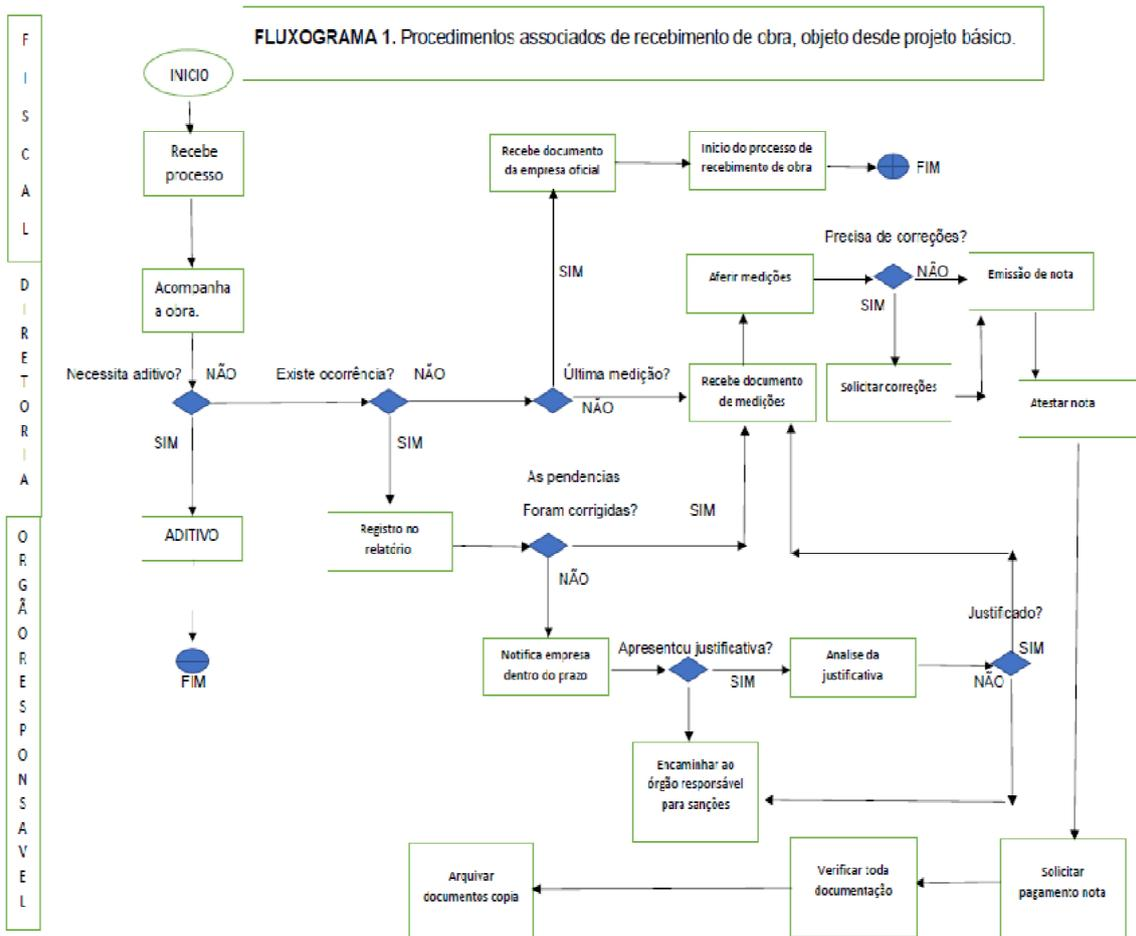 FLUXOGRAMA 1. Procedimentos associados de recebimento de obra, objeto desde projeto básico.
F
I
S
C
A
L
D
I
R
E
T
O
R
I
A
O
R
G
Ã
O
R
E
S
P
O
N
S
A
V
E
L
INICIO
Recebe
processo
Recebe documento
da empresa oficial
Início do processo de
recebimento de obra
FIM
Precisa de correções?
SIM
Acompanha
a obra.
Aferir medições
NÃO
SIM
Emissão de nota
Necessita aditivo?
NÃO
Existe ocorrência?
NÃO
Última medição?
NÃO
Recebe documento
de medições
Solicitar correções
Atestar nota
SIM
SIM
As pendencias
Foram corrigidas?
SIM
ADITIVO
Registro no
relatório
NÃO
Justificado?
SIM
NÃO
Notifica empresa
dentro do prazo
Apresentou justificativa?
SIM
Analise da
justificativa
FIM
Encaminhar ao
órgão responsável
para sanções
Arquivar
documentos copia
Verificar toda
documentação
Solicitar
pagamento nota